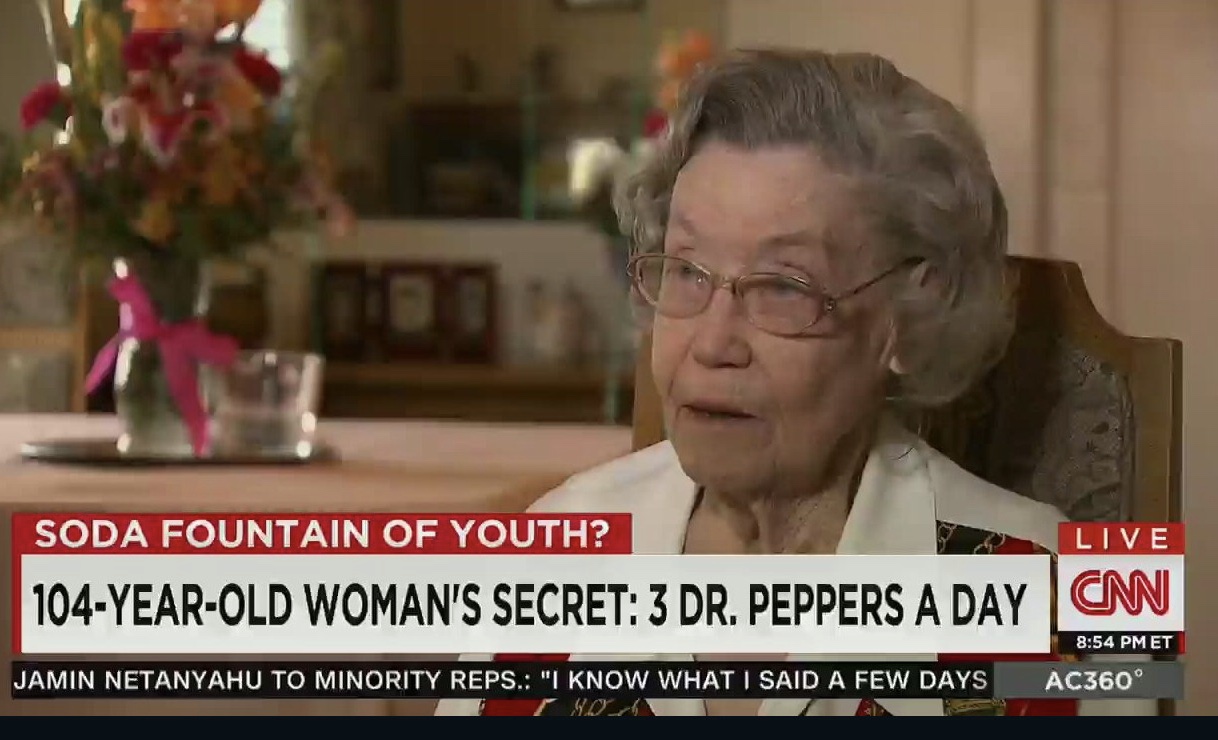 SODA FOUNTAIN OF YOUTH?
104-YEAR-OLD WOMAN'S SECRET: 3 DR. PEPPERS A DAY
LIVE
CNN
8:54 PM ET
JAMIN NETANYAHU TO MINORITY REPS.: "I KNOW WHAT I SAID A FEW DAYS
AC360°